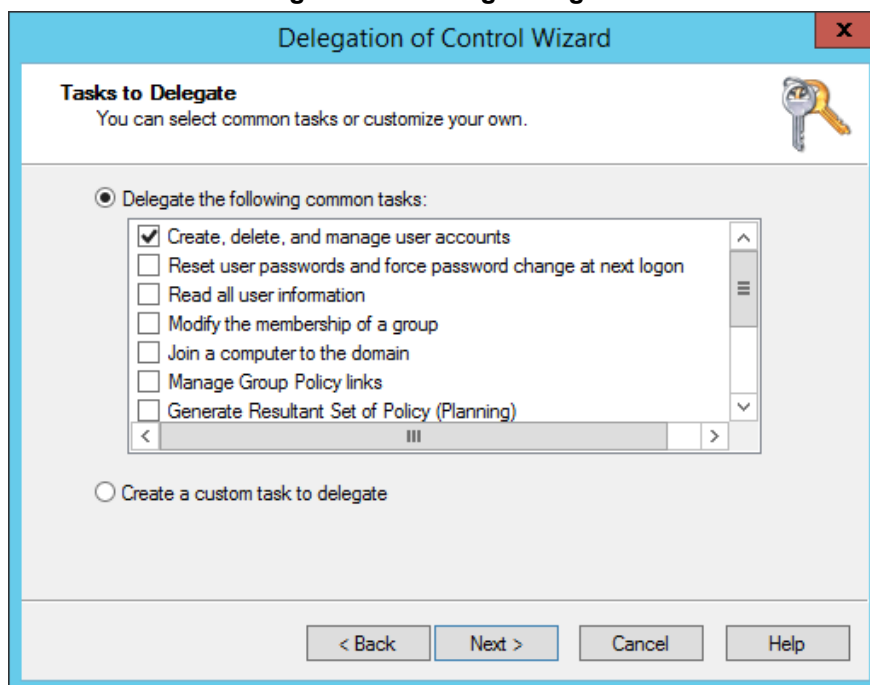 Delegation of Control Wizard
x
Tasks to Delegate
You can select common tasks or customize your own.
Delegate the following common tasks:
Create, delete, and manage user accounts
Reset user passwords and force password change at next logon
Read all user information
Modify the membership of a group
Join a computer to the domain
Manage Group Policy links
Generate Resultant Set of Policy (Planning)
Create a custom task to delegate
< Back Next > Cancel Help